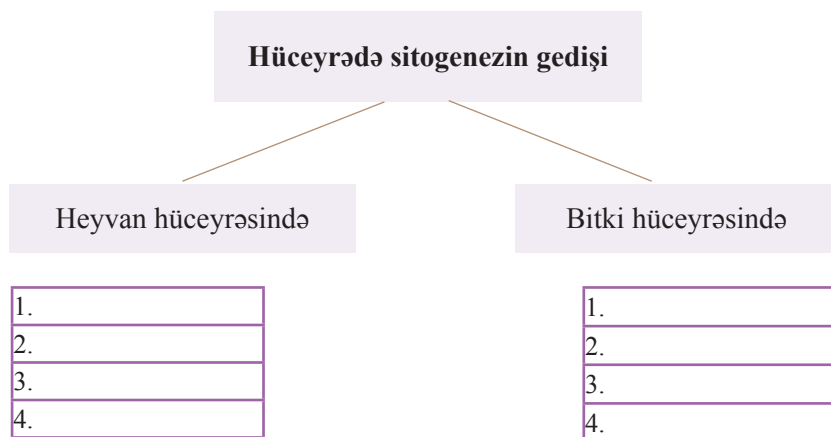 Hüceyrədə sitogenezin gedişi
Heyvan hüceyrəsində
Bitki hüceyrəsində
1.
2.
3.
4.
1.
2.
3.
4.